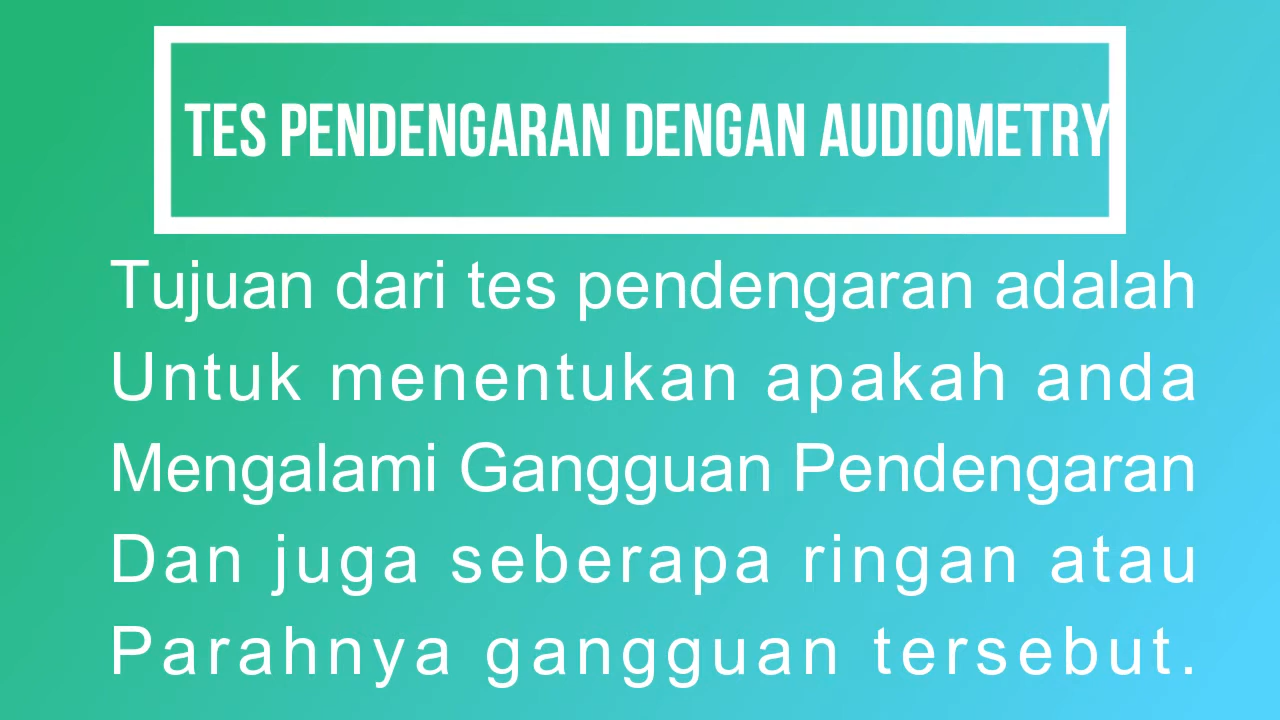 TES PENDENGARAN DENGAN AUDIOMETRY
Tujuan dari tes pendengaran adalah
Untuk menentukan apakah anda
Mengalami Gangguan Pendengaran
Dan juga seberapa ringan atau
Parahnya gangguan tersebut.